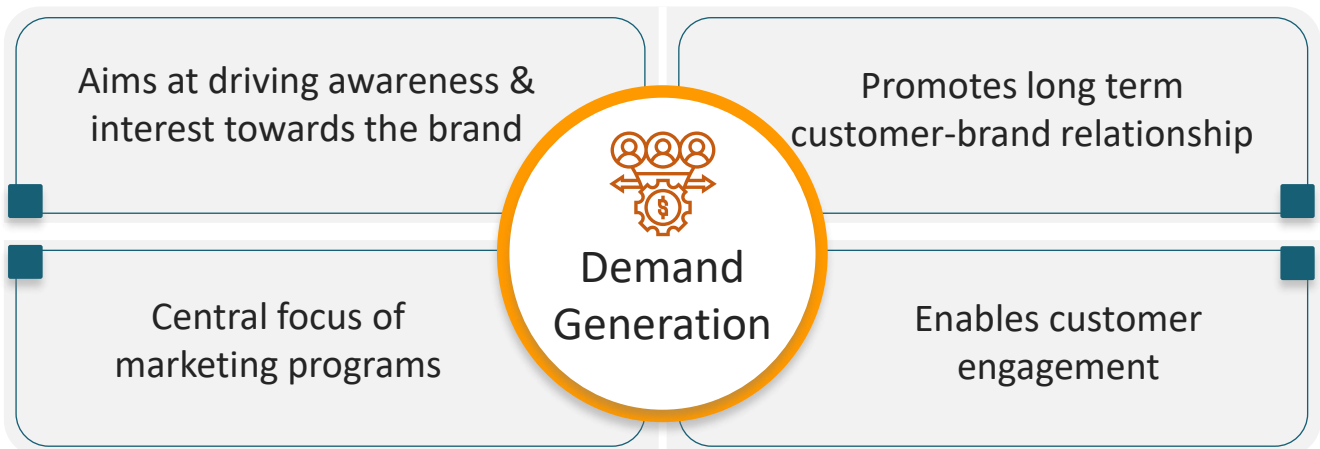 Aims at driving awareness &
interest towards the brand
Promotes long term
customer-brand relationship
$
Demand
Generation
Central focus of
marketing programs
Enables customer
engagement